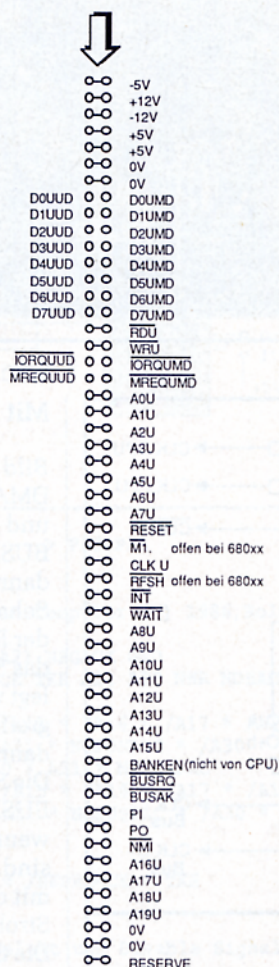 -5V
+12V
-12V
+5V
+5V
0V
0V
D0UUD D0UMD
D1UUD D1UMD
D2UUD D2UMD
D3UUD D3UMD
D4UUD D4UMD
D5UUD D5UMD
D6UUD D6UMD
D7UUD D7UMD
RDU
WRU
IORQUUD IORQUMD
MREQUUD MREQUMD
A0U
A1U
A2U
A3U
A4U
A5U
A6U
A7U
RESET
M1. offen bei 680xx
CLK U
RFSH offen bei 680xx
INT
WAIT
A8U
A9U
A10U
A11U
A12U
A13U
A14U
A15U
BANKEN (nicht von CPU)
BUSRQ
BUSAK
PI
PO
NMI
A16U
A17U
A18U
A19U
0V
0V
RESERVE